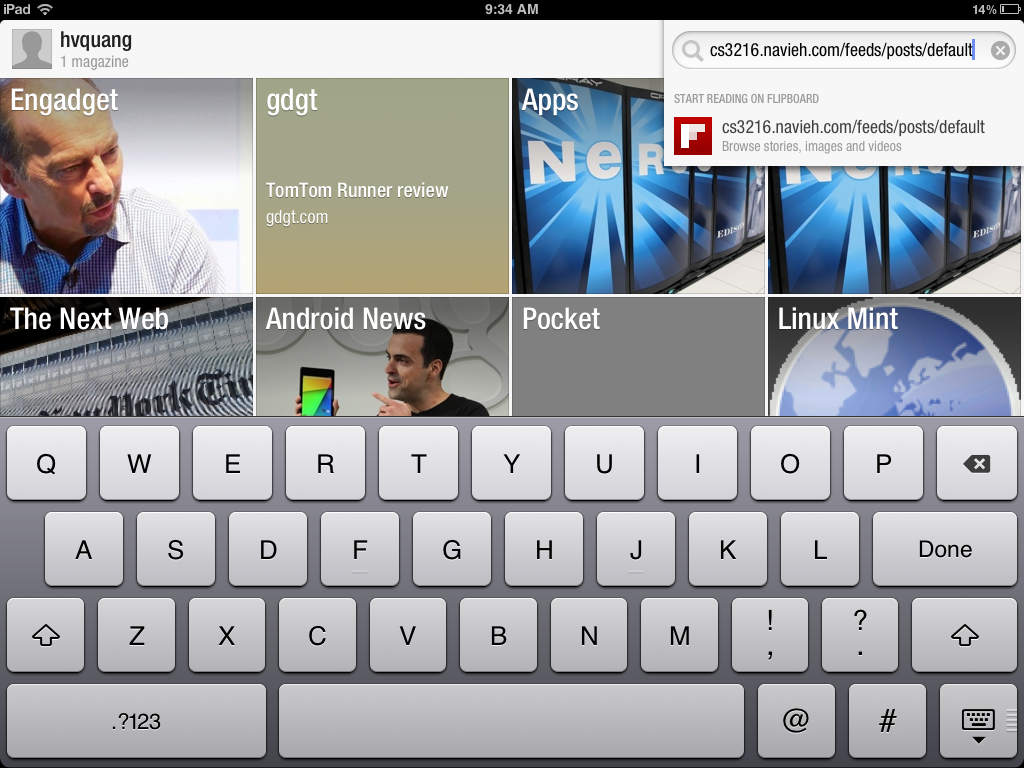 iPad
9:34 AM
14%
hvquang
1 magazine
cs3216.navieh.com/feeds/posts/default
START READING ON FLIPBOARD
cs3216.navieh.com/feeds/posts/default
Browse stories, images and videos
Engadget
gdgt
TomTom Runner review
gdgt.com
Apps
NERSC
EDISON
The Next Web
Android News
Pocket
Linux Mint
Q W E R T Y U I O P
A S D F G H J K L Done
Z X C V B N M ! , ? .
.?123 @ #